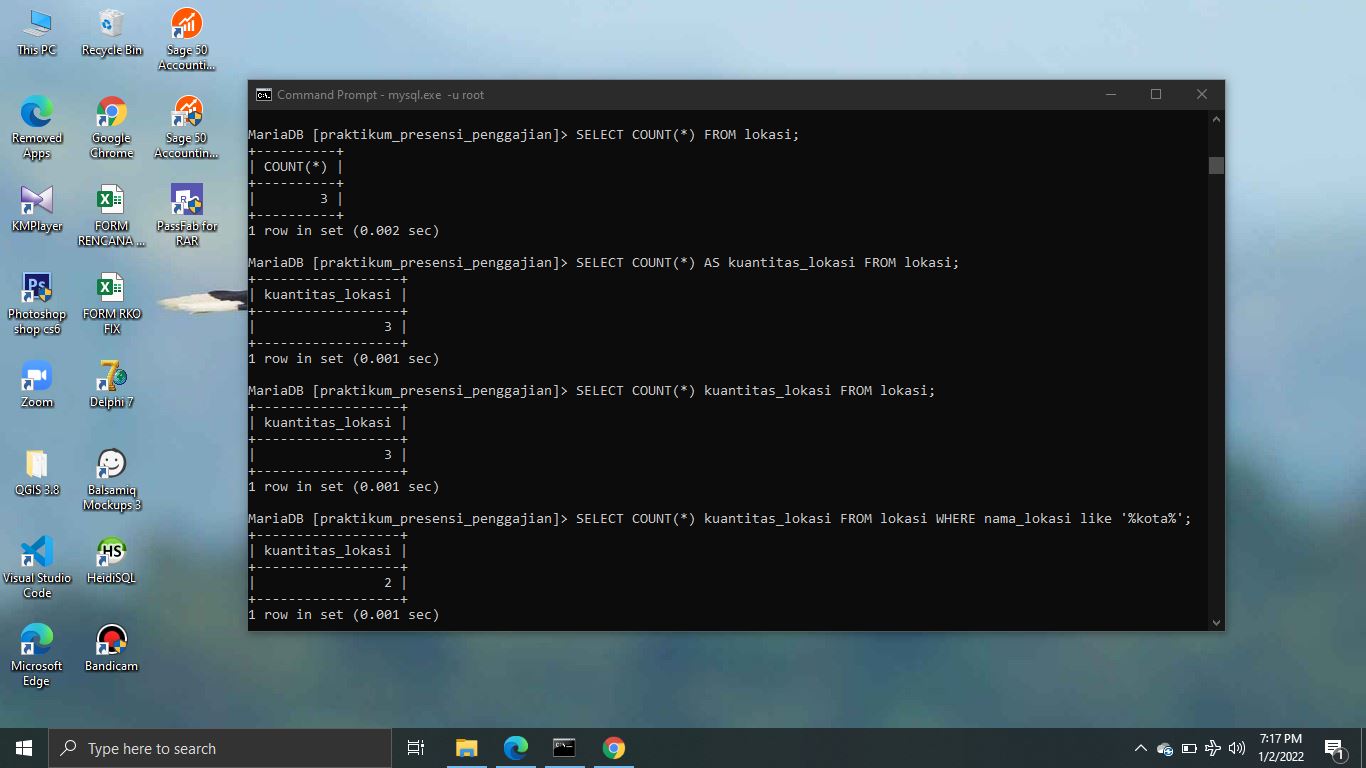 This PC
Recycle Bin
Sage 50
Accounti...
Removed
Apps
Google
Chrome
Sage 50
Accountin...
KMPlayer
FORM
RENCANA ...
PassFab for
RAR
Photoshop
shop cs6
FORM RKO
FIX
Zoom
Delphi 7
QGIS 3.8
Balsamiq
Mockups 3
Visual Studio
Code
HeidiSQL
Microsoft
Edge
Bandicam
Command Prompt - mysql.exe  -u root
MariaDB [praktikum_presensi_penggajian]> SELECT COUNT(*) FROM lokasi;
+----------+
| COUNT(*) |
+----------+
|        3 |
+----------+
1 row in set (0.002 sec)
MariaDB [praktikum_presensi_penggajian]> SELECT COUNT(*) AS kuantitas_lokasi FROM lokasi;
+------------------+
| kuantitas_lokasi |
+------------------+
|                3 |
+------------------+
1 row in set (0.001 sec)
MariaDB [praktikum_presensi_penggajian]> SELECT COUNT(*) kuantitas_lokasi FROM lokasi;
+------------------+
| kuantitas_lokasi |
+------------------+
|                3 |
+------------------+
1 row in set (0.001 sec)
MariaDB [praktikum_presensi_penggajian]> SELECT COUNT(*) kuantitas_lokasi FROM lokasi WHERE nama_lokasi like '%kota%';
+------------------+
| kuantitas_lokasi |
+------------------+
|                2 |
+------------------+
1 row in set (0.001 sec)
Type here to search
7:17 PM
1/2/2022
1